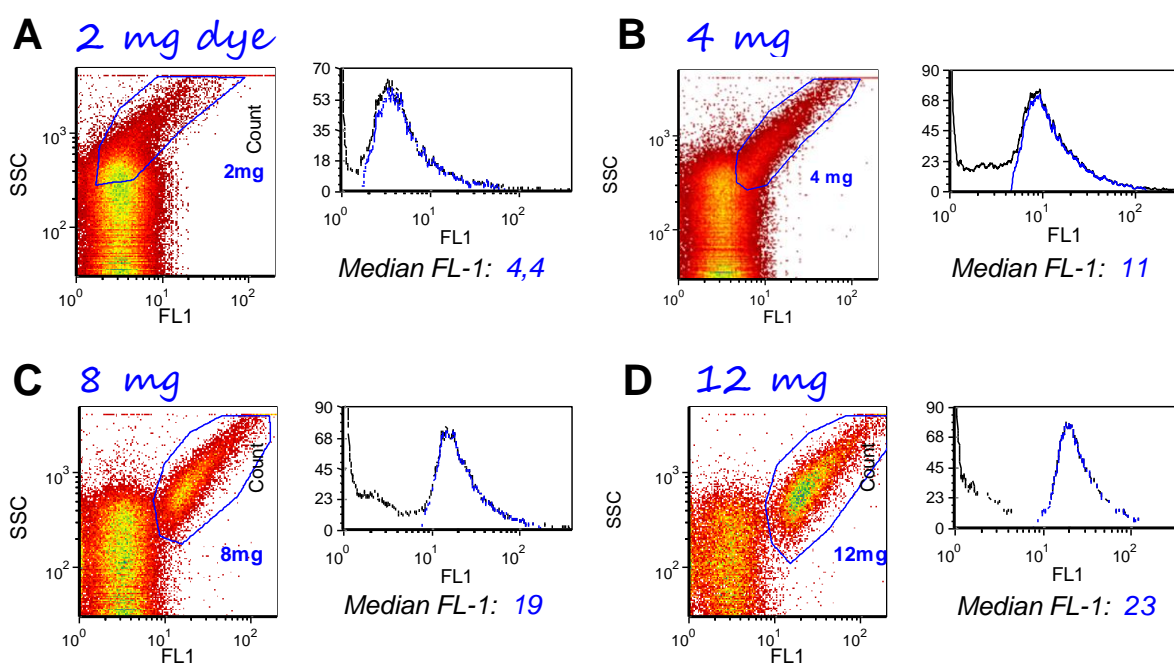 A 2 mg dye
SSC
10^3
10^2
10^0 10^1 10^2
FL1
2mg
Count
70
53
35
18
0
10^0 10^1 10^2
FL1
Median FL-1: 4,4
B 4 mg
SSC
10^3
10^2
10^0 10^1 10^2
FL1
4 mg
90
68
45
23
0
10^0 10^1 10^2
FL1
Median FL-1: 11
C 8 mg
SSC
10^3
10^2
10^0 10^1 10^2
FL1
8mg
Count
90
68
45
23
0
10^0 10^1 10^2
FL1
Median FL-1: 19
D 12 mg
SSC
10^3
10^2
10^0 10^1 10^2
FL1
12mg
Count
90
68
45
23
0
10^0 10^1 10^2
FL1
Median FL-1: 23